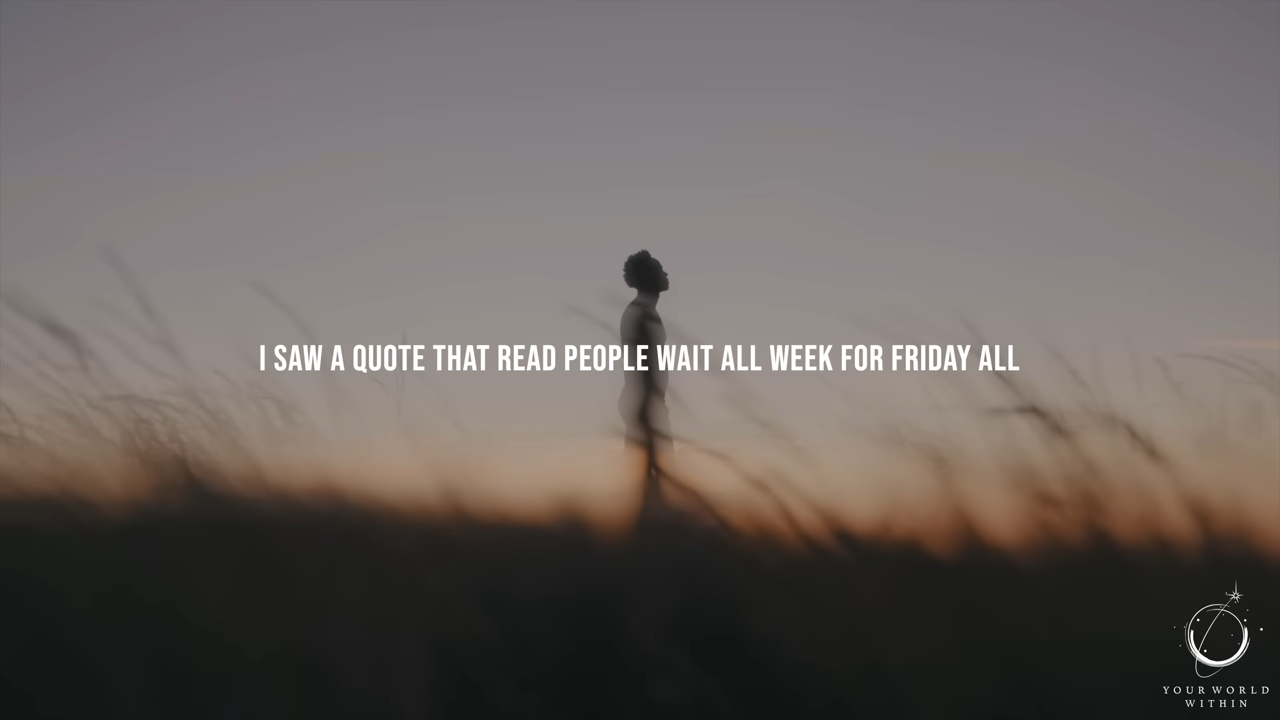 I SAW A QUOTE THAT READ PEOPLE WAIT ALL WEEK FOR FRIDAY ALL
YOUR WORLD
WITHIN